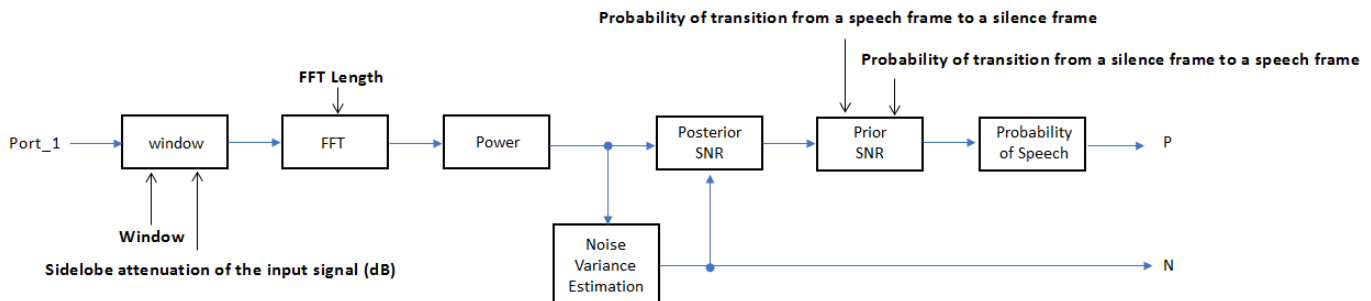 Probability of transition from a speech frame to a silence frame
Probability of transition from a silence frame to a speech frame
FFT Length
Port_1
window
FFT
Power
Posterior
SNR
Prior
SNR
Probability
of Speech
P
Window
Sidelobe attenuation of the input signal (dB)
Noise
Variance
Estimation
N